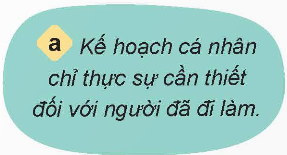 a Kế hoạch cá nhân
chỉ thực sự cần thiết
đối với người đã đi làm.